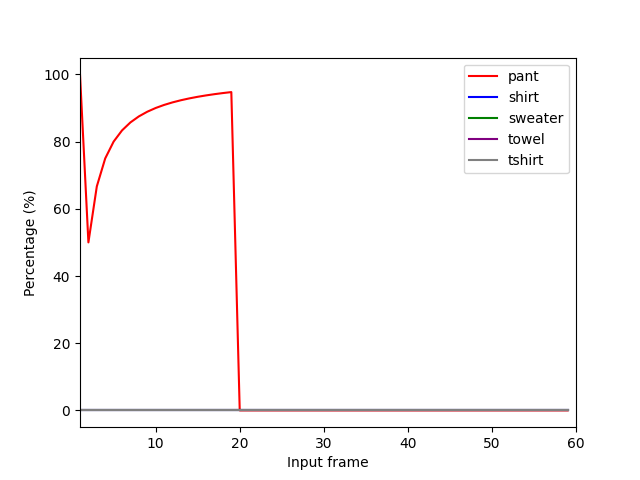 100
80
60
40
20
0
Percentage (%)
pant
shirt
sweater
towel
tshirt
10 20 30 40 50 60
Input frame